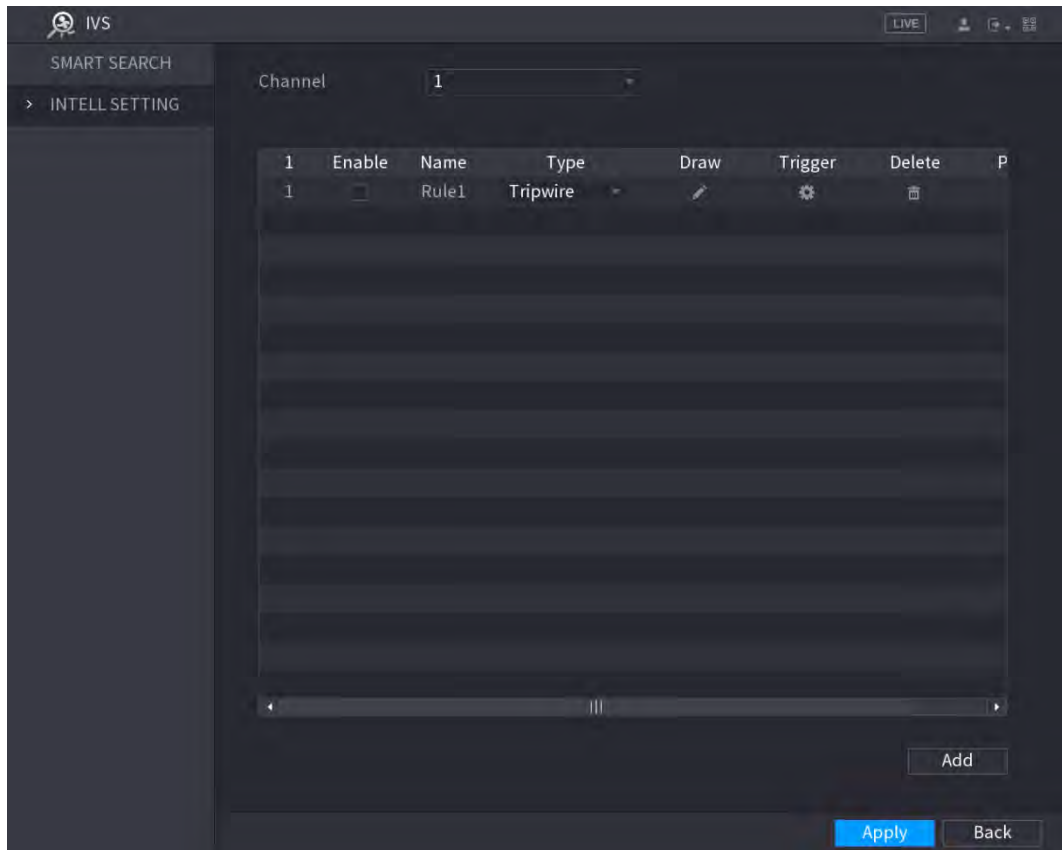 IVS LIVE
SMART SEARCH
Channel 1
> INTELL SETTING
1 Enable Name Type Draw Trigger Delete P
1 Rule1 Tripwire
Add
Apply Back